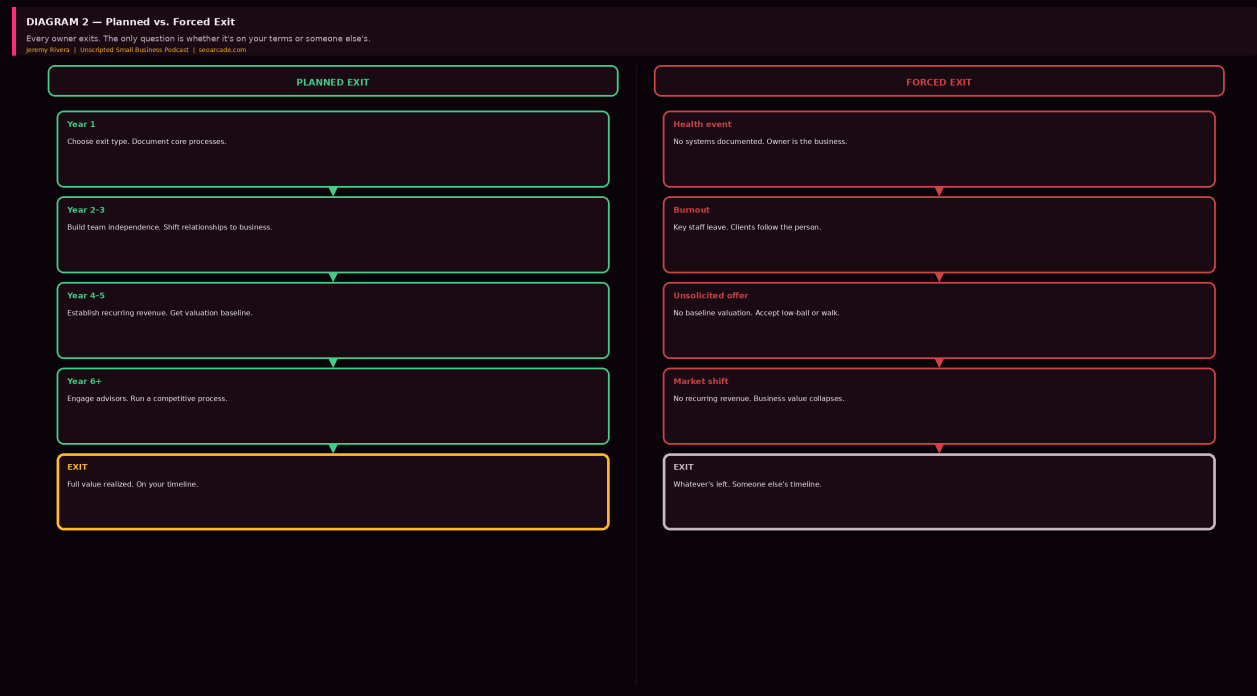 DIAGRAM 2 — Planned vs. Forced Exit
Every owner exits. The only question is whether it's on your terms or someone else's.
Jeremy Rivera | Unscripted Small Business Podcast | seoarcade.com
PLANNED EXIT
Year 1
Choose exit type. Document core processes.
Year 2–3
Build team independence. Shift relationships to business.
Year 4–5
Establish recurring revenue. Get valuation baseline.
Year 6+
Engage advisors. Run a competitive process.
EXIT
Full value realized. On your timeline.
FORCED EXIT
Health event
No systems documented. Owner is the business.
Burnout
Key staff leave. Clients follow the person.
Unsolicited offer
No baseline valuation. Accept low-ball or walk.
Market shift
No recurring revenue. Business value collapses.
EXIT
Whatever's left. Someone else's timeline.